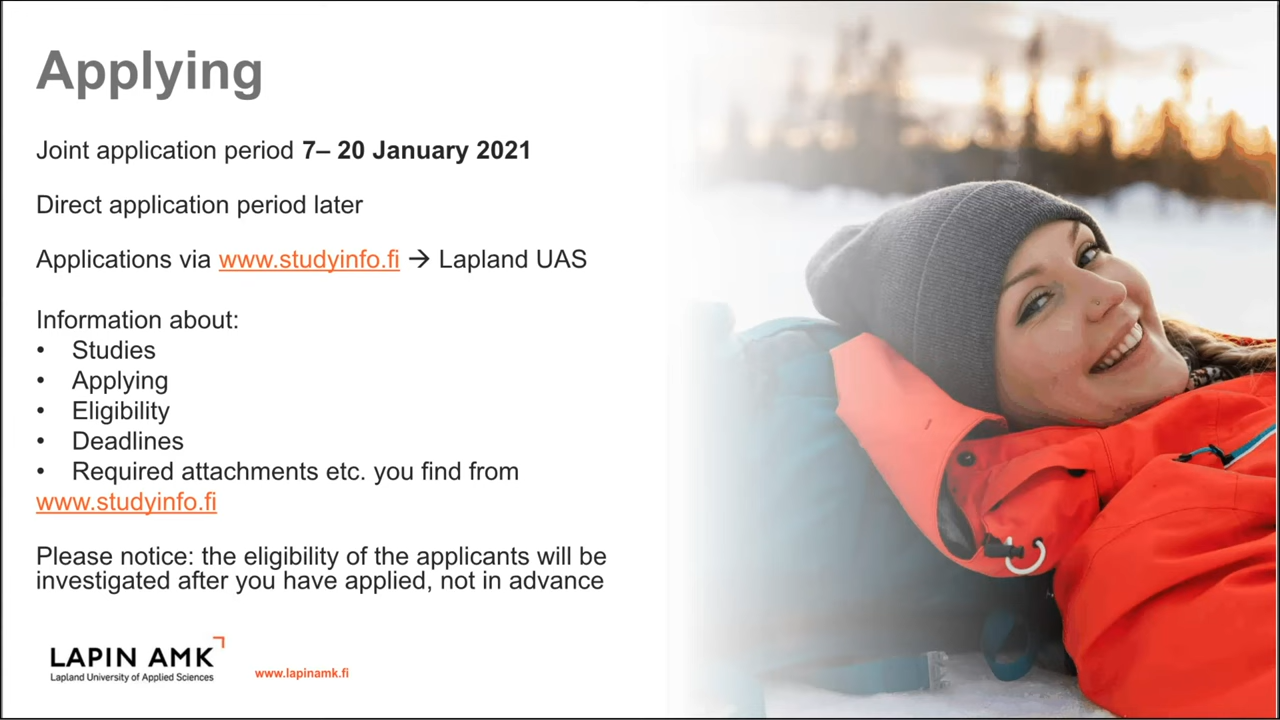 Applying
Joint application period 7– 20 January 2021
Direct application period later
Applications via www.studyinfo.fi → Lapland UAS
Information about:
• Studies
• Applying
• Eligibility
• Deadlines
• Required attachments etc. you find from
www.studyinfo.fi
Please notice: the eligibility of the applicants will be
investigated after you have applied, not in advance
LAPIN AMK
Lapland University of Applied Sciences
www.lapinamk.fi